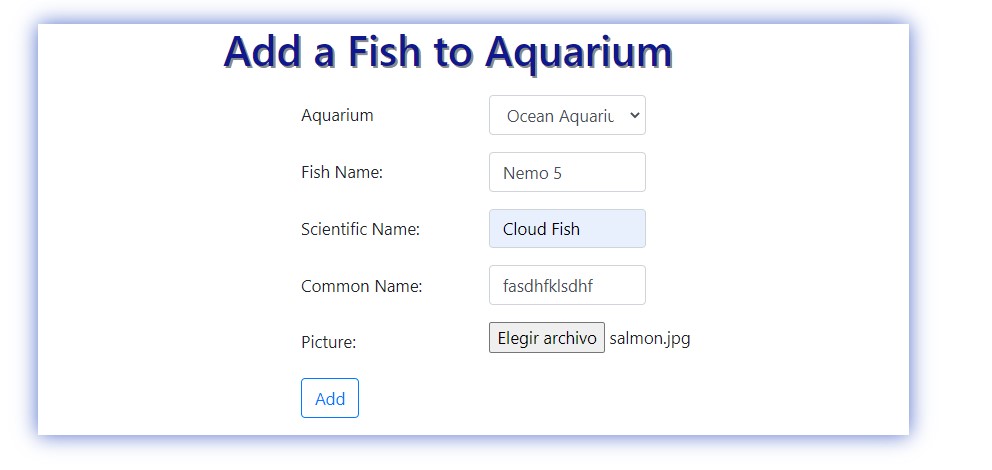 Add a Fish to Aquarium
Aquarium Ocean Aquariu
Fish Name: Nemo 5
Scientific Name: Cloud Fish
Common Name: fasdhfklsdhf
Picture: Elegir archivo salmon.jpg
Add